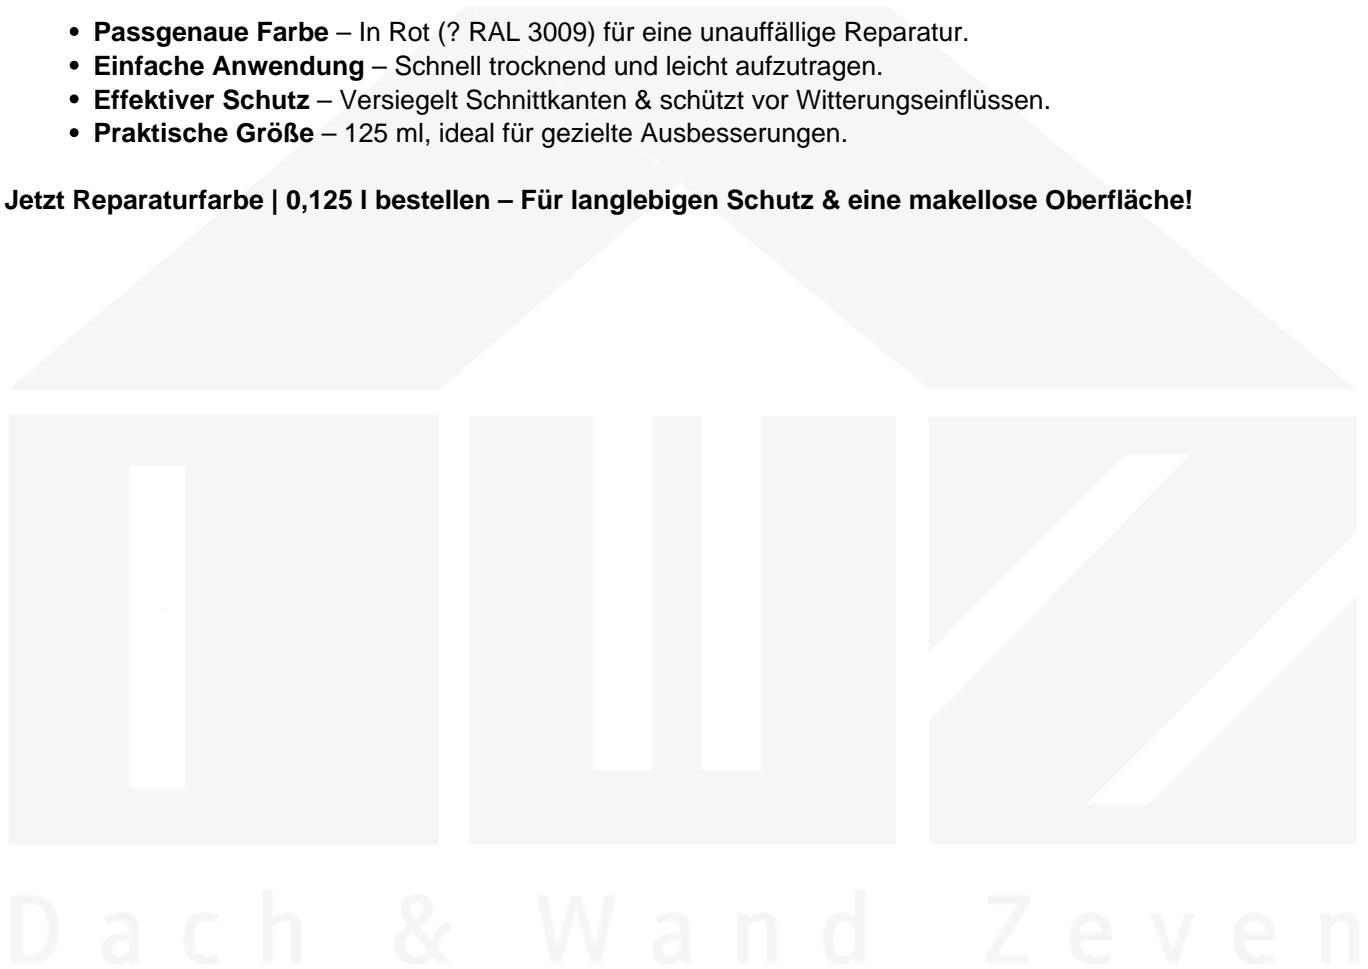 • Passgenaue Farbe – In Rot (? RAL 3009) für eine unauffällige Reparatur.
• Einfache Anwendung – Schnell trocknend und leicht aufzutragen.
• Effektiver Schutz – Versiegelt Schnittkanten & schützt vor Witterungseinflüssen.
• Praktische Größe – 125 ml, ideal für gezielte Ausbesserungen.
Jetzt Reparaturfarbe | 0,125 l bestellen – Für langlebigen Schutz & eine makellose Oberfläche!
Dach & Wand Zeven